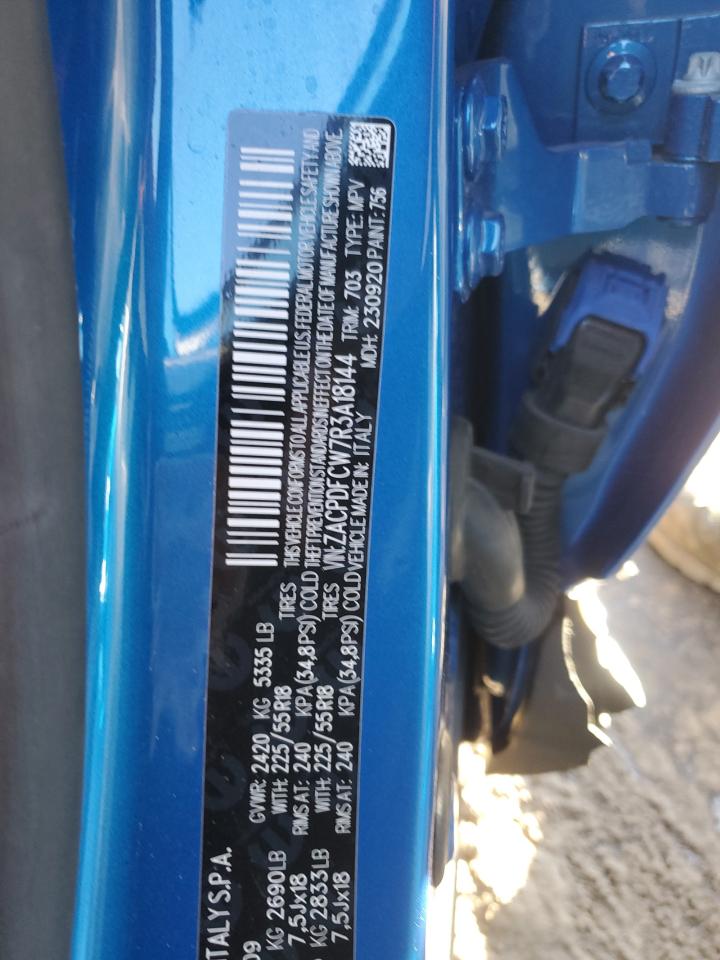 ITALY S.P.A.
09
GVWR: 2420 KG 5335 LB
KG 2690LB WITH: 225/55R18 TIRES
7,5Jx18 RIMS AT: 240 KPA(34,8PSI) COLD
KG 2833LB WITH: 225/55R18 TIRES
7,5Jx18 RIMS AT: 240 KPA(34,8PSI) COLD
THIS VEHICLE CONFORMS TO ALL APPLICABLE U.S. FEDERAL MOTOR VEHICLE SAFETY AND
THEFT PREVENTION STANDARDS IN EFFECT ON THE DATE OF MANUFACTURE SHOWN ABOVE.
VIN: ZACPDFCW7R3A18144 TRIM: 703 TYPE: MPV
VEHICLE MADE IN: ITALY MDH: 230920 PAINT: 756